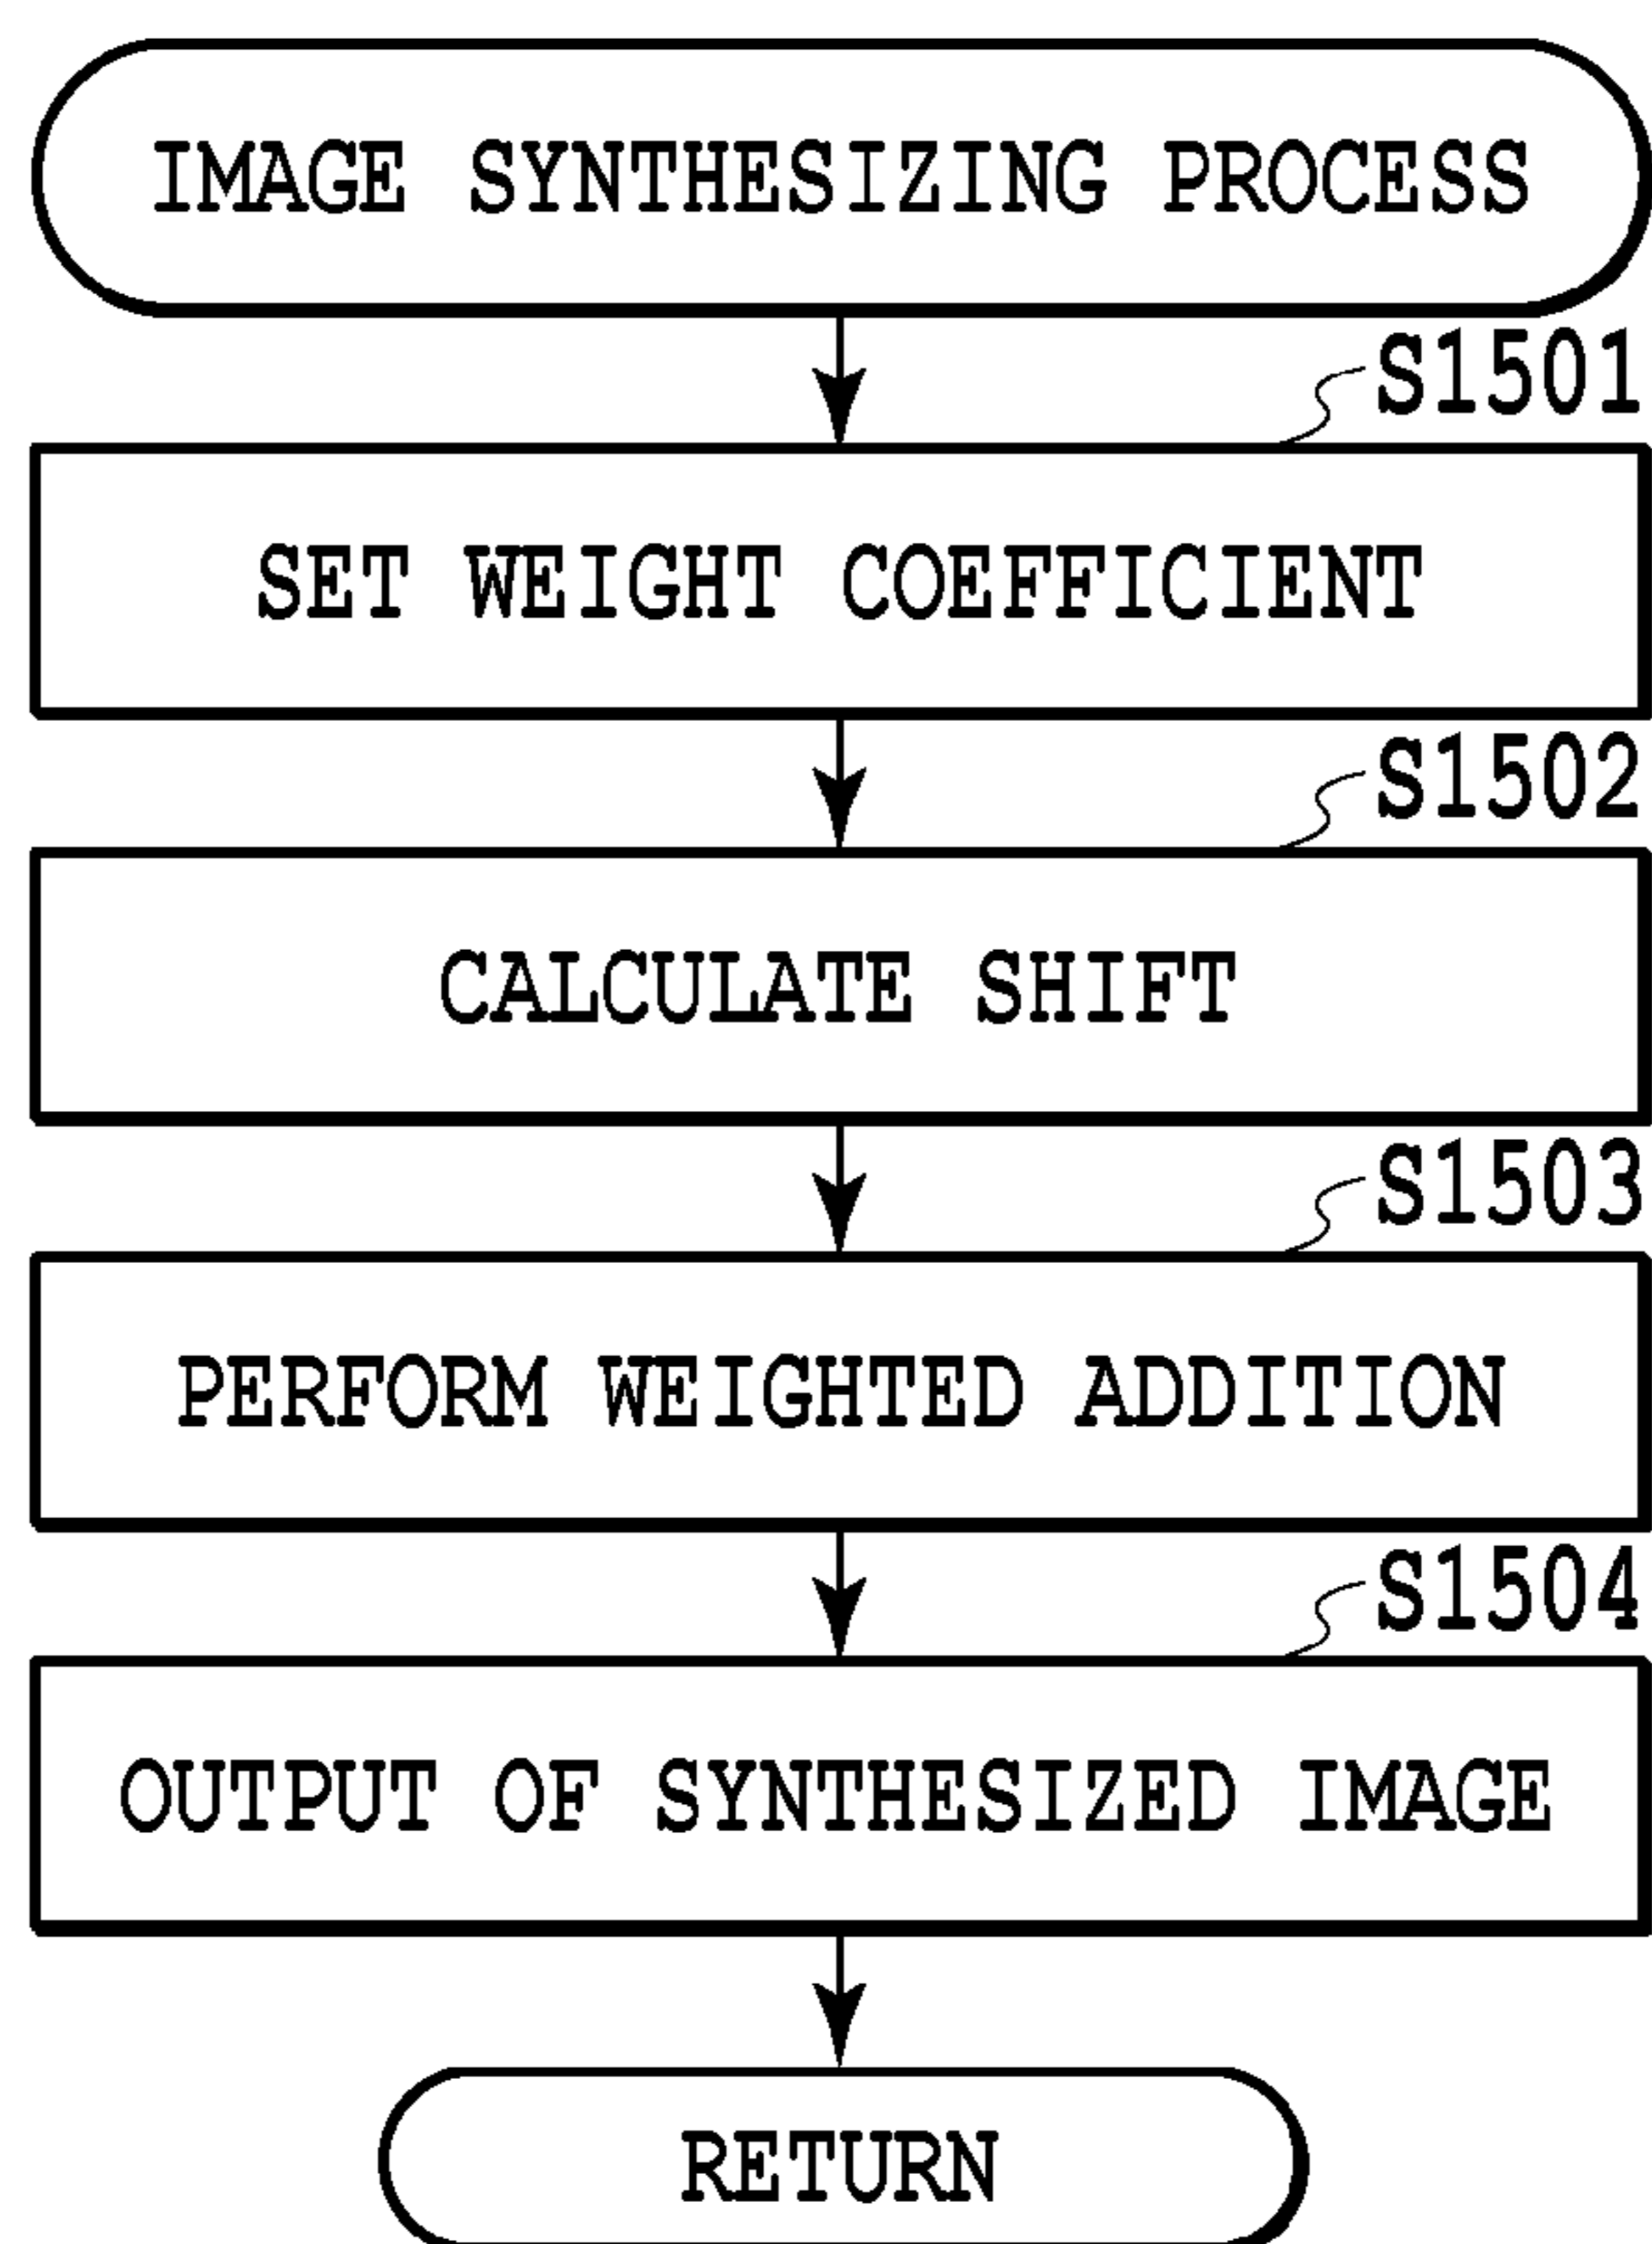 IMAGE SYNTHESIZING PROCESS
S1501
SET WEIGHT COEFFICIENT
S1502
CALCULATE SHIFT
S1503
PERFORM WEIGHTED ADDITION
S1504
OUTPUT OF SYNTHESIZED IMAGE
RETURN